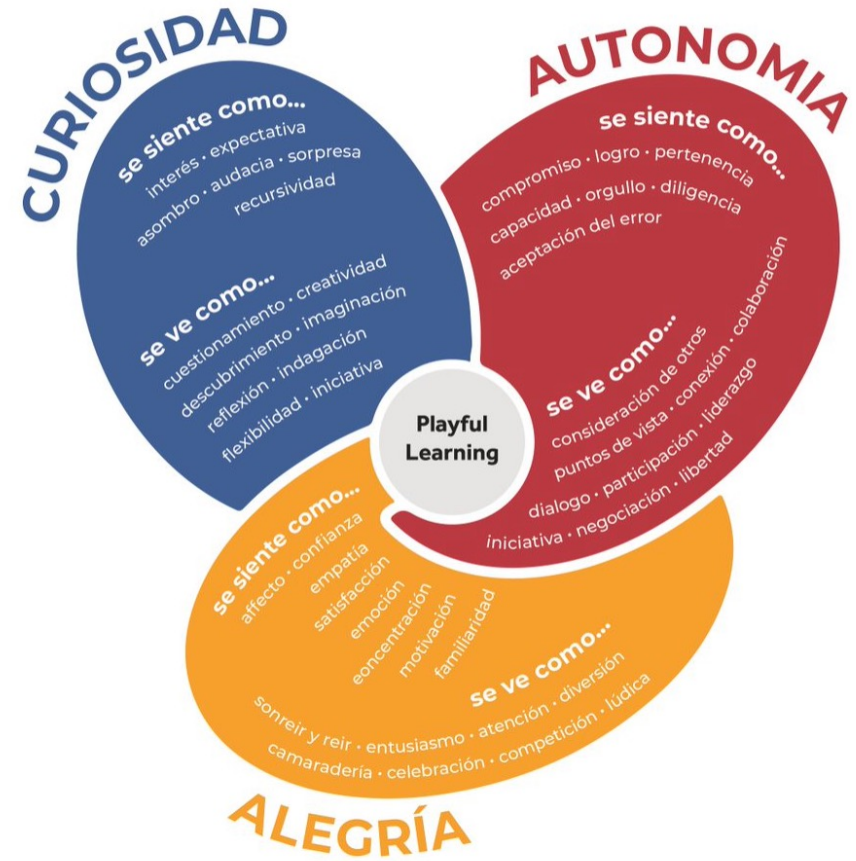 CURIOSIDAD
se siente como...
interés • expectativa
asombro • audacia • sorpresa
recursividad
se ve como...
cuestionamiento • creatividad
descubrimiento • imaginación
reflexión • indagación
flexibilidad • iniciativa
AUTONOMIA
se siente como...
compromiso • logro • pertenencia
capacidad • orgullo • diligencia
aceptación del error
se ve como...
consideración de otros
puntos de vista • conexión • colaboración
dialogo • participación • liderazgo
iniciativa • negociación • libertad
Playful
Learning
se siente como...
affecto • confianza
empatía
satisfacción
emoción
eoncentración
motivación
familiaridad
se ve como...
sonreir y reir • entusiasmo • atención • diversión
camaradería • celebración • competición • lúdica
ALEGRÍA